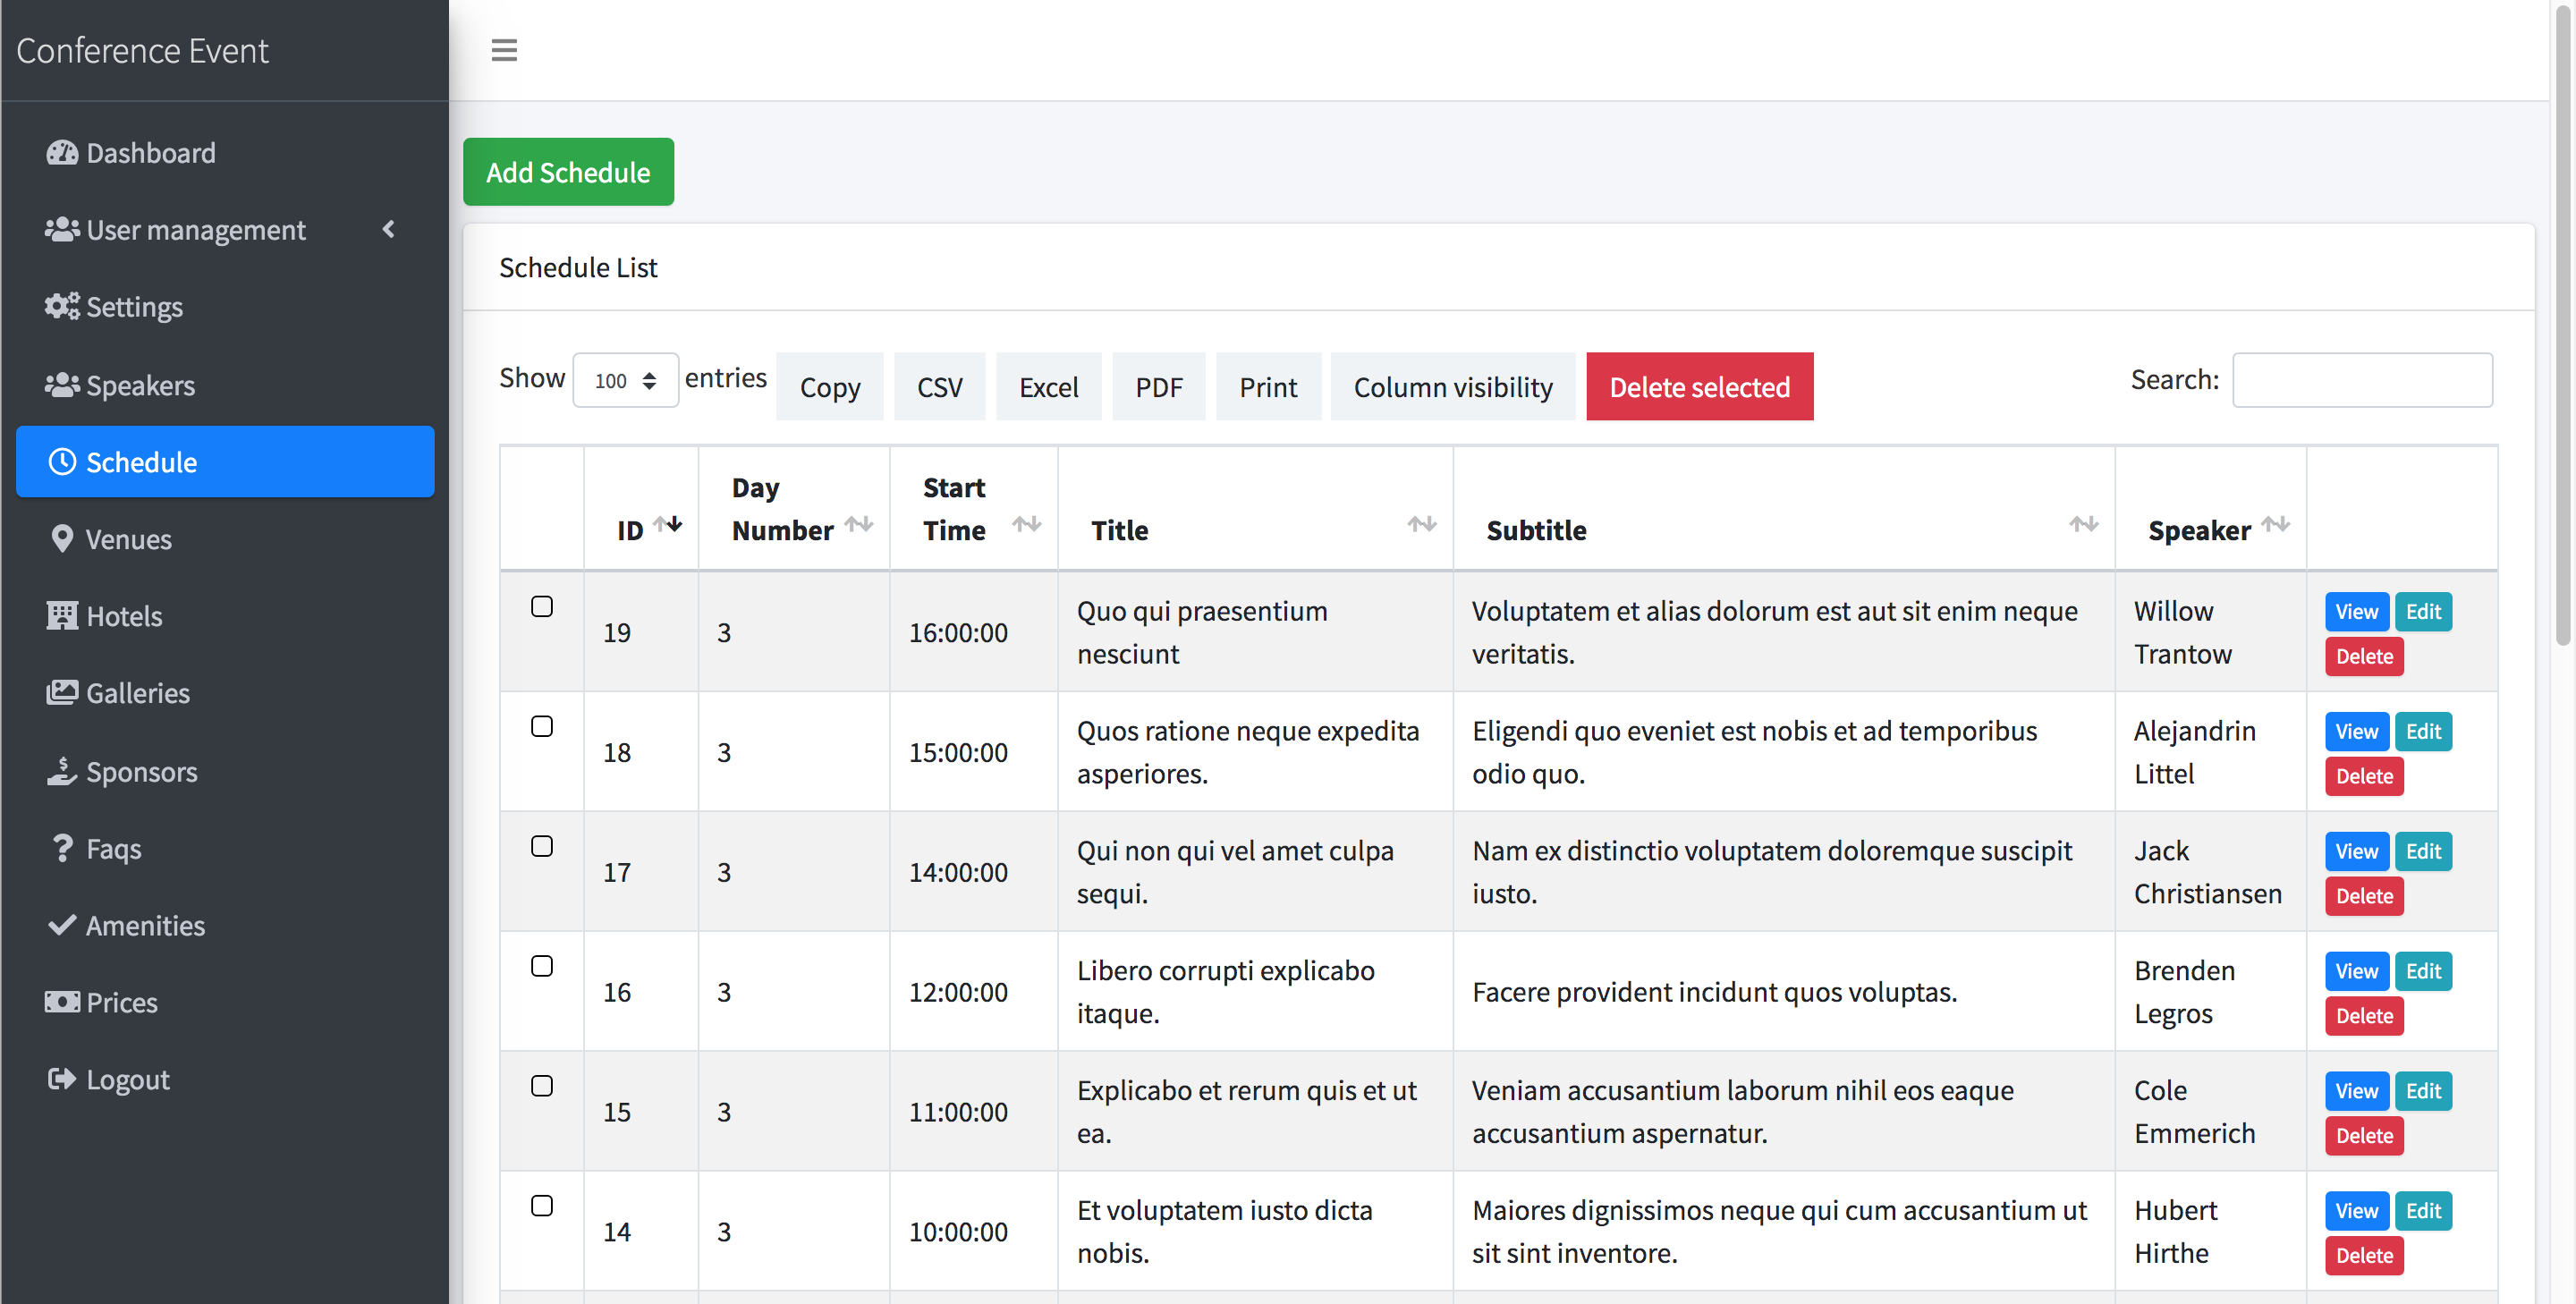 Conference Event
Dashboard
User management
Settings
Speakers
Schedule
Venues
Hotels
Galleries
Sponsors
Faqs
Amenities
Prices
Logout
Add Schedule
Schedule List
Show 100 entries Copy CSV Excel PDF Print Column visibility Delete selected Search:
ID Day Number Start Time Title Subtitle Speaker
19 3 16:00:00 Quo qui praesentium nesciunt Voluptatem et alias dolorum est aut sit enim neque veritatis. Willow Trantow View Edit Delete
18 3 15:00:00 Quos ratione neque expedita asperiores. Eligendi quo eveniet est nobis et ad temporibus odio quo. Alejandrin Littel View Edit Delete
17 3 14:00:00 Qui non qui vel amet culpa sequi. Nam ex distinctio voluptatem doloremque suscipit iusto. Jack Christiansen View Edit Delete
16 3 12:00:00 Libero corrupti explicabo itaque. Facere provident incidunt quos voluptas. Brenden Legros View Edit Delete
15 3 11:00:00 Explicabo et rerum quis et ut ea. Veniam accusantium laborum nihil eos eaque accusantium aspernatur. Cole Emmerich View Edit Delete
14 3 10:00:00 Et voluptatem iusto dicta nobis. Maiores dignissimos neque qui cum accusantium ut sit sint inventore. Hubert Hirthe View Edit Delete